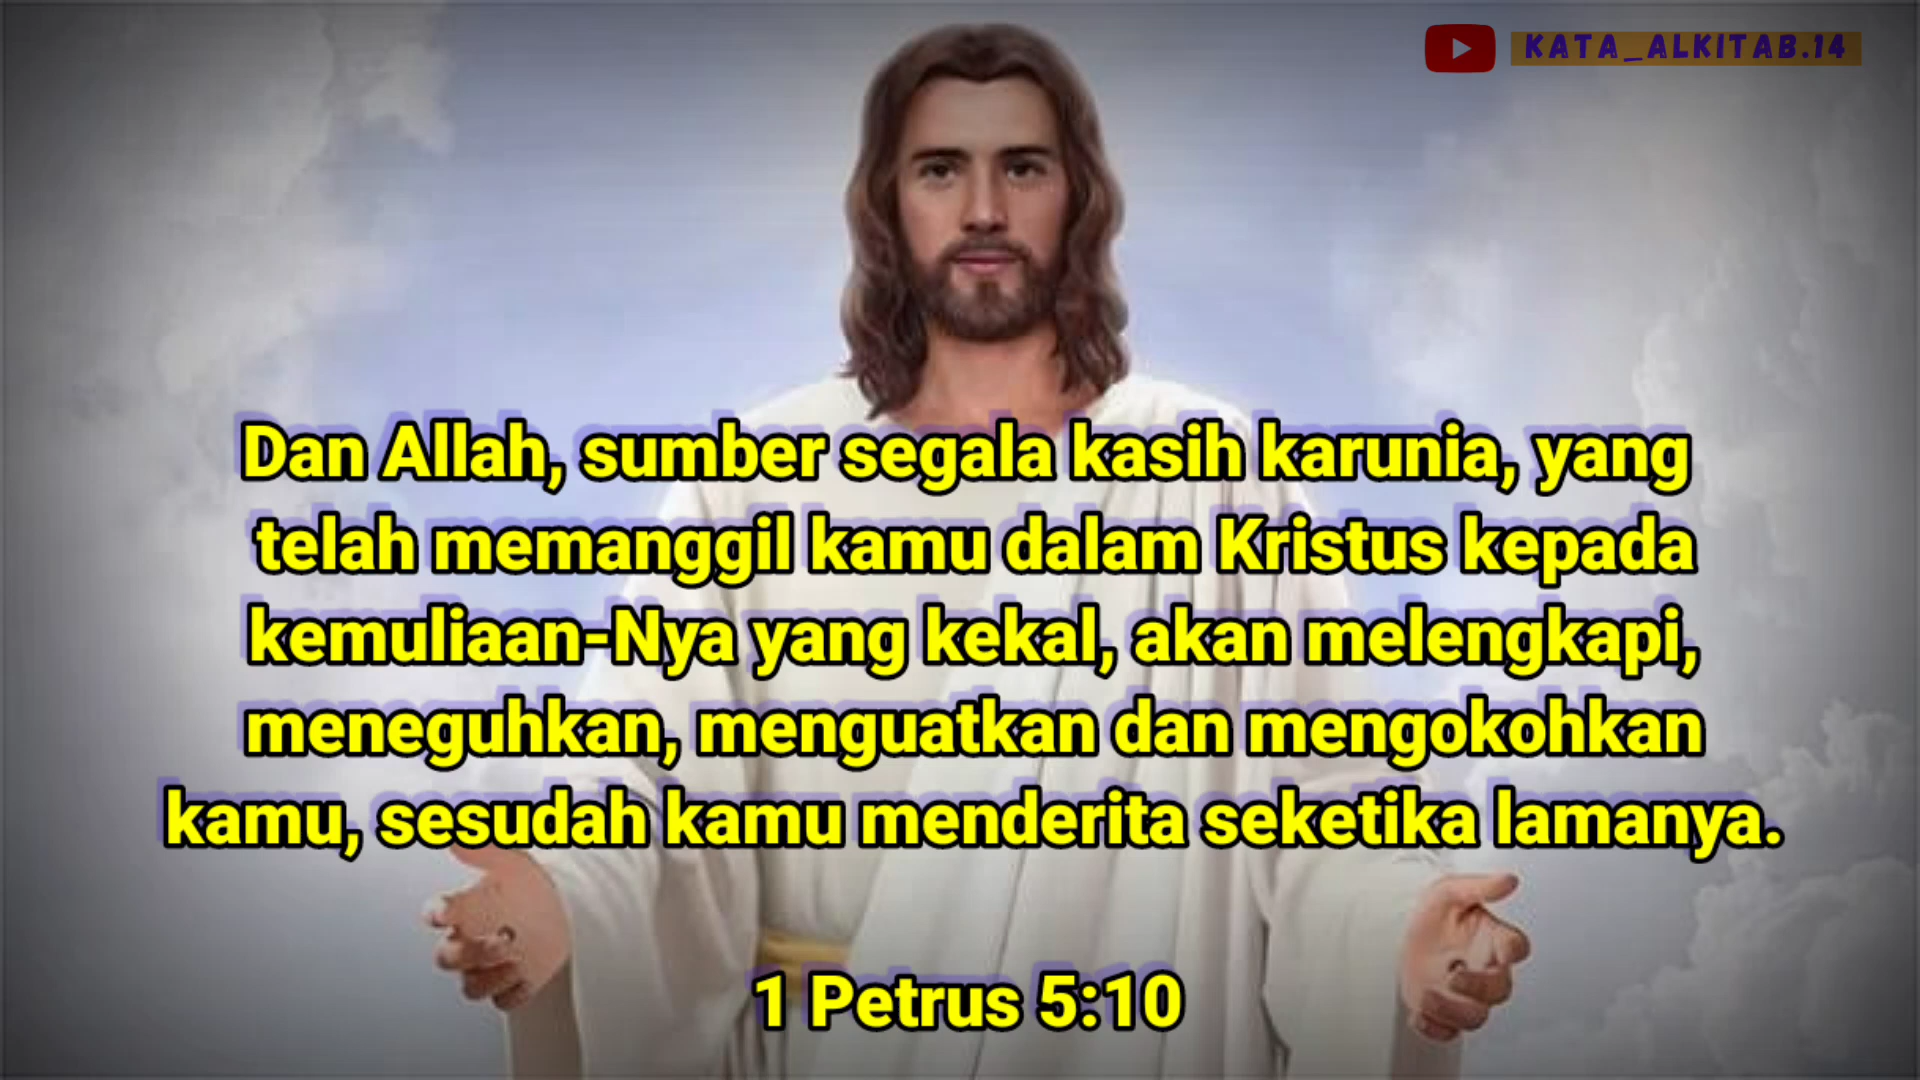 KATA_ALKITAB.14
Dan Allah, sumber segala kasih karunia, yang
telah memanggil kamu dalam Kristus kepada
kemuliaan-Nya yang kekal, akan melengkapi,
meneguhkan, menguatkan dan mengokohkan
kamu, sesudah kamu menderita seketika lamanya.
1 Petrus 5:10